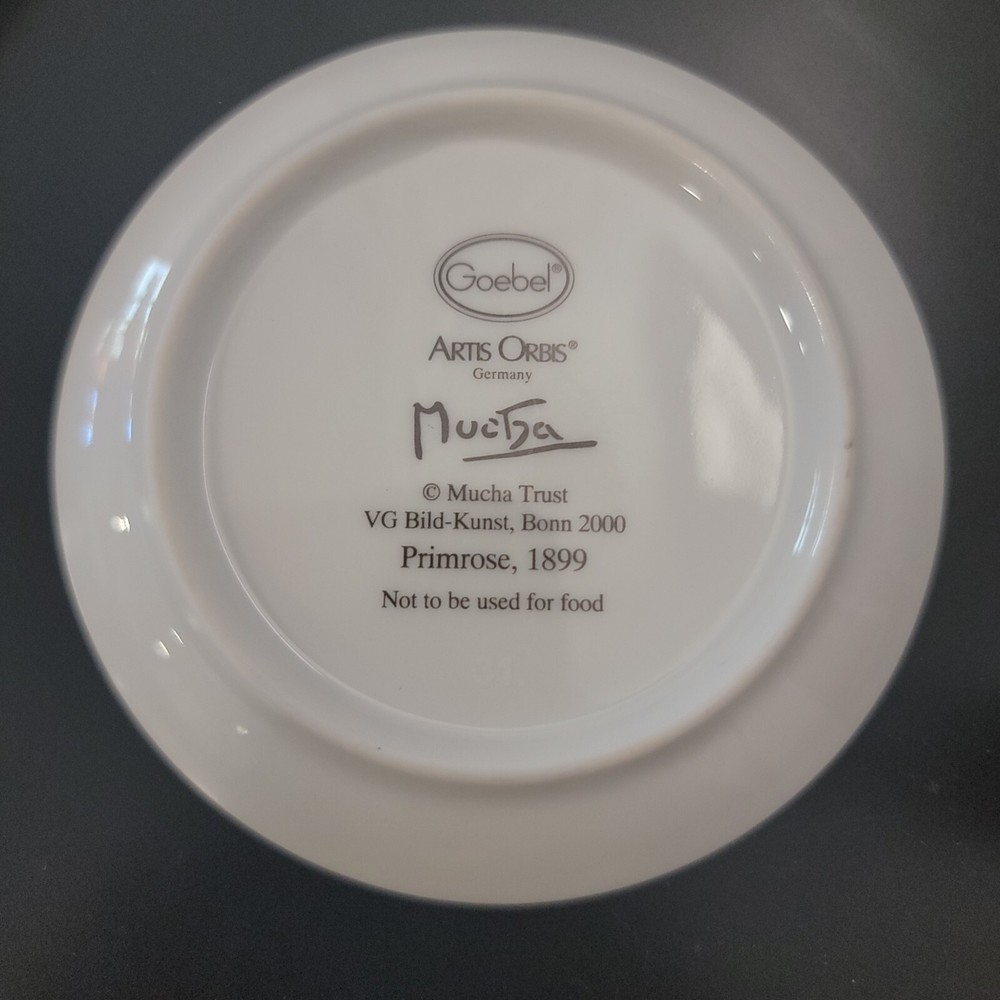 Goebel®
ARTIS ORBIS®
Germany
Mucha
© Mucha Trust
VG Bild-Kunst, Bonn 2000
Primrose, 1899
Not to be used for food